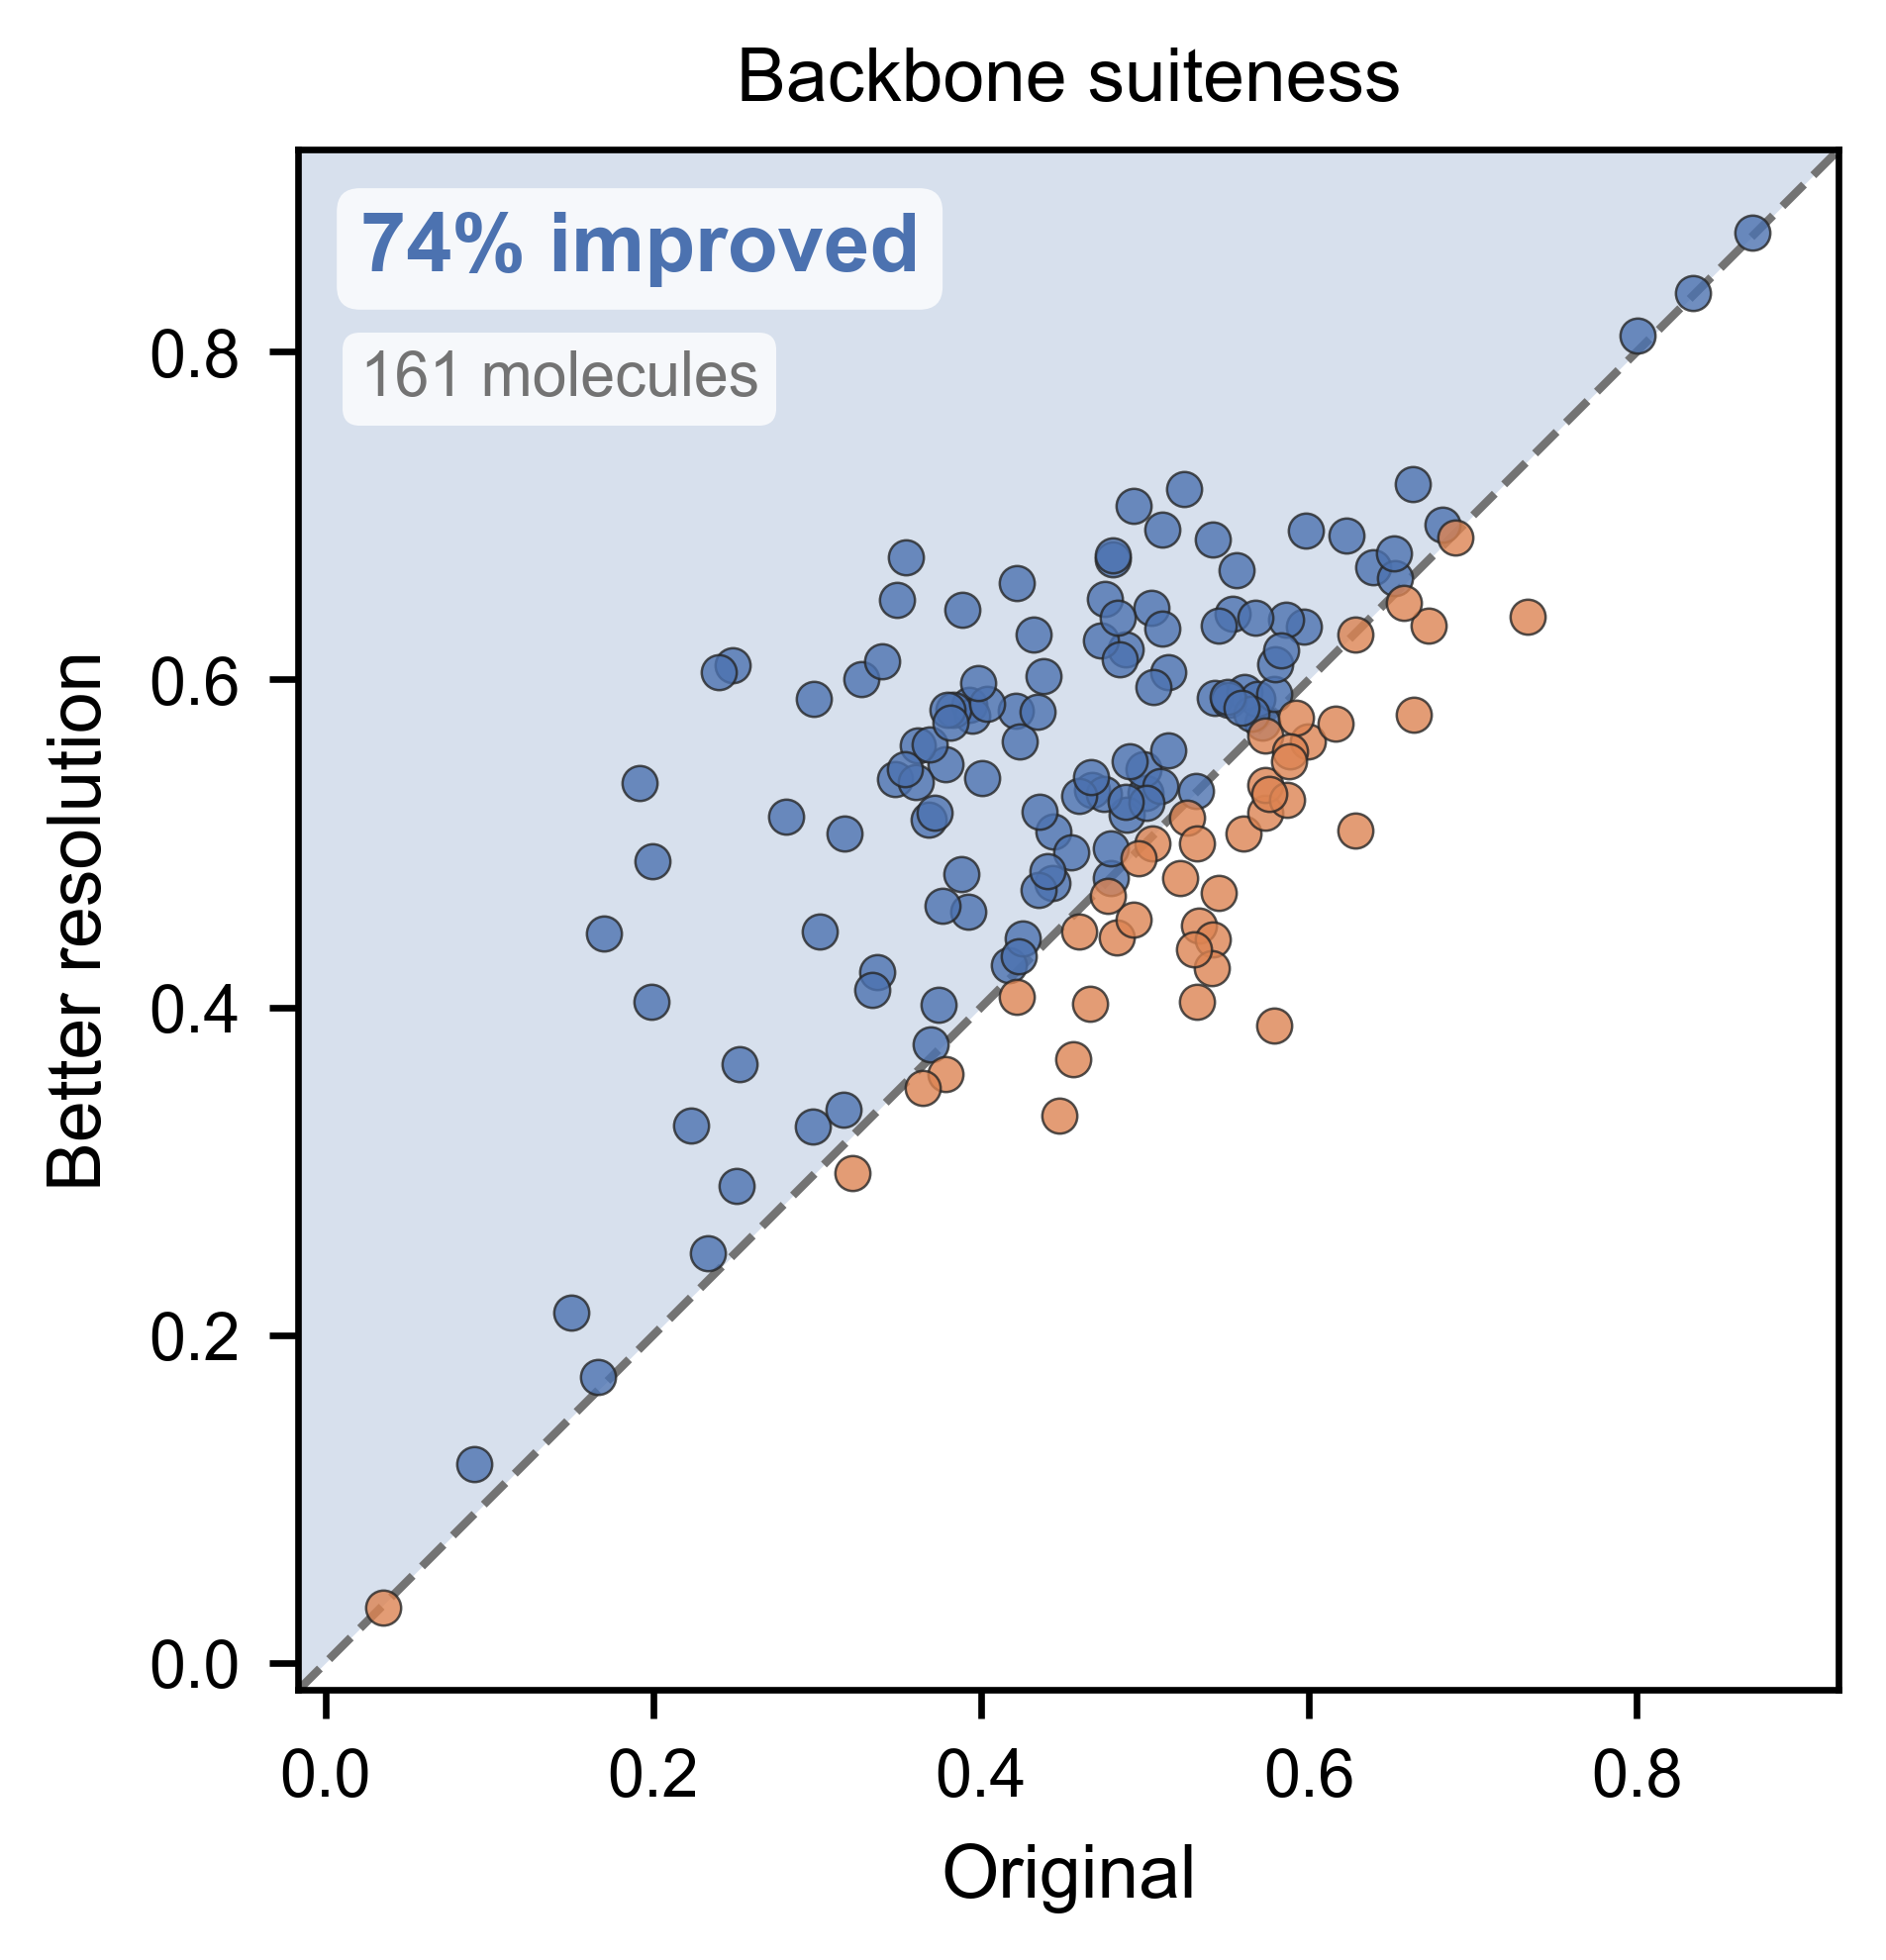 Backbone suiteness
74% improved
161 molecules
Better resolution
0.8
0.6
0.4
0.2
0.0
0.0 0.2 0.4 0.6 0.8
Original